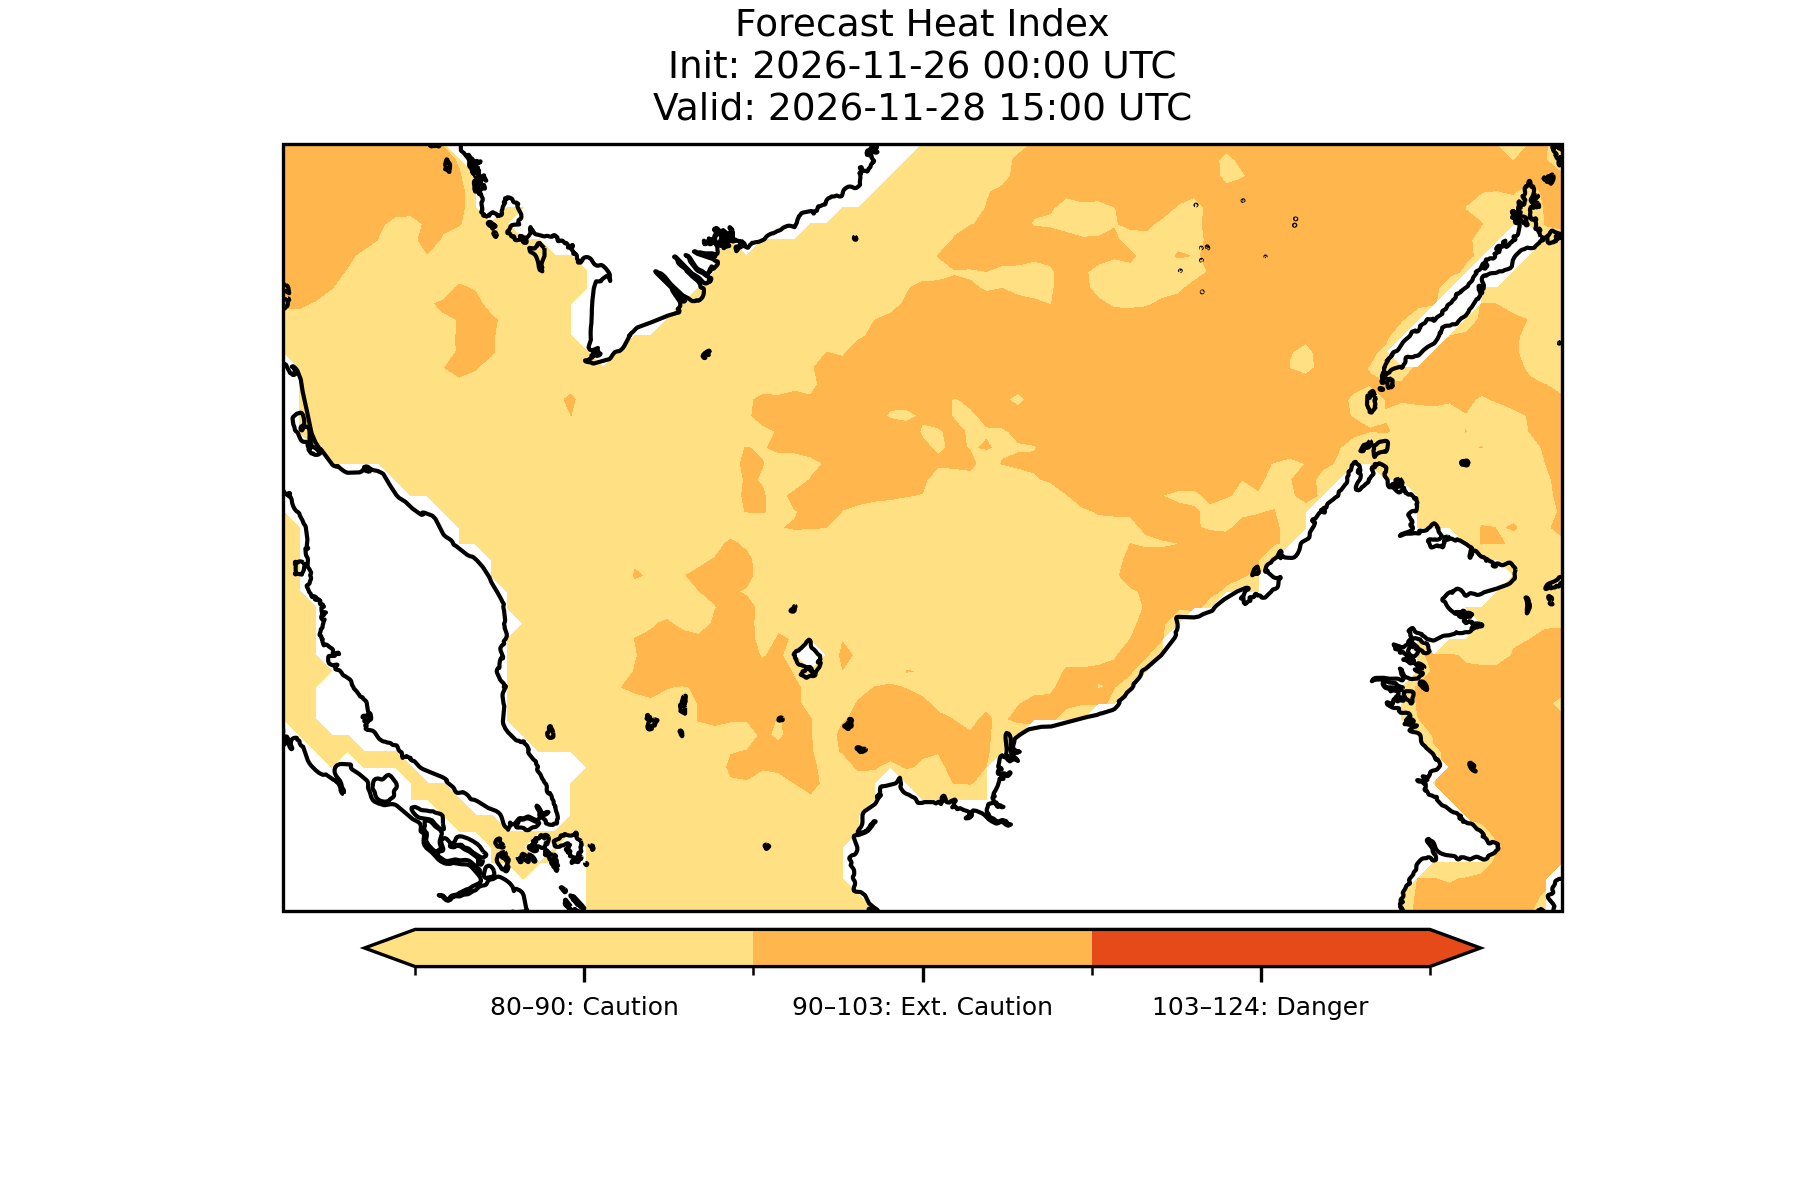 Forecast Heat Index
Init: 2026-11-26 00:00 UTC
Valid: 2026-11-28 15:00 UTC
80–90: Caution
90–103: Ext. Caution
103–124: Danger